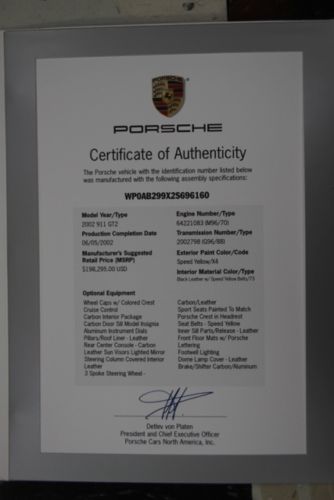 PORSCHE
PORSCHE
Certificate of Authenticity
The Porsche vehicle with the identification number listed below
was manufactured with the following assembly specifications:
WP0AB299X2S696160
Model Year/Type
2002 911 GT2
Production Completion Date
06/05/2002
Manufacturer's Suggested
Retail Price (MSRP)
$198,295.00 USD
Engine Number/Type
64221083 (M96/70)
Transmission Number/Type
2002798 (G96/88)
Exterior Paint Color/Code
Speed Yellow/X4
Interior Material Color/Type
Black Leather w/ Speed Yellow Belts/73
Optional Equipment
Wheel Caps w/ Colored Crest
Cruise Control
Carbon Interior Package
Carbon Door Sill Model Insignia
Aluminum Instrument Dials
Pillars/Roof Liner - Leather
Rear Center Console - Carbon
Leather Sun Visors Lighted Mirror
Steering Column Covered Interior
Leather
3 Spoke Steering Wheel -
Carbon/Leather
Sport Seats Painted To Match
Porsche Crest in Headrest
Seat Belts - Speed Yellow
Inner Sill Parts/Release - Leather
Front Floor Mats w/ Porsche
Lettering
Footwell Lighting
Dome Lamp Cover - Leather
Brake/Shifter Carbon/Aluminum
Detlev von Platen
President and Chief Executive Officer
Porsche Cars North America, Inc.